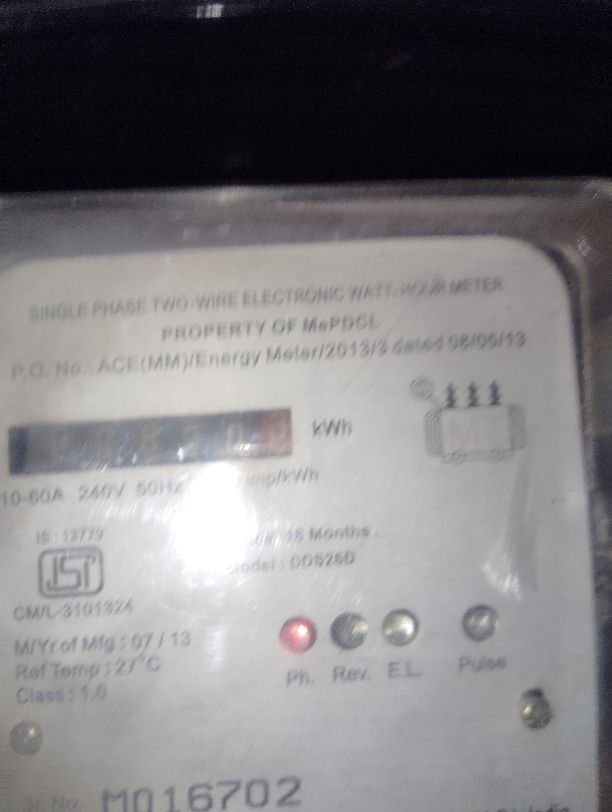 SINGLE PHASE TWO-WIRE ELECTRONIC WATT-HOUR METER
PROPERTY OF MePDCL
P.O. No.: ACE(MM)/Energy Meter/2013/3 dated 08/05/13
kWh
10-60A 240V 50Hz imp/kWh
IS : 13779
18 Months
Model : DDS26D
CM/L-3101324
M/Yr of Mfg : 07 / 13
Ref Temp : 27°C
Class : 1.0
Ph. Rev. E.L. Pulse
Sr. No. M016702